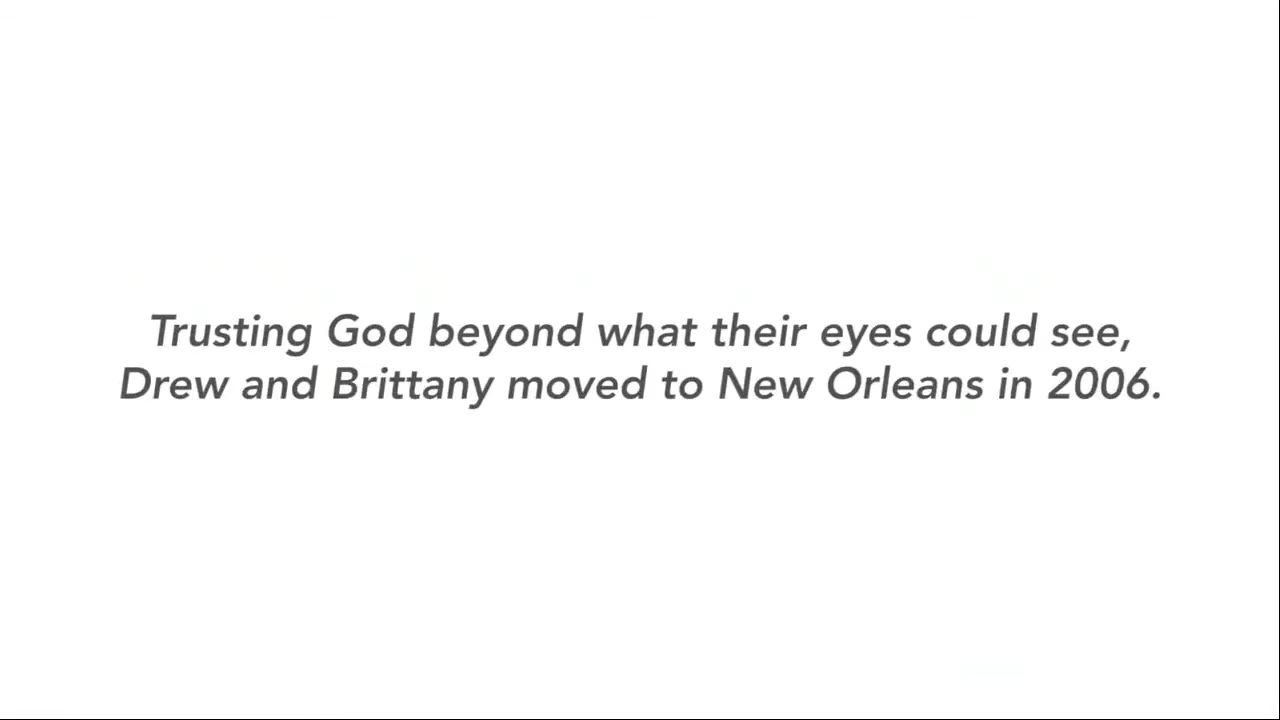 Trusting God beyond what their eyes could see,
Drew and Brittany moved to New Orleans in 2006.